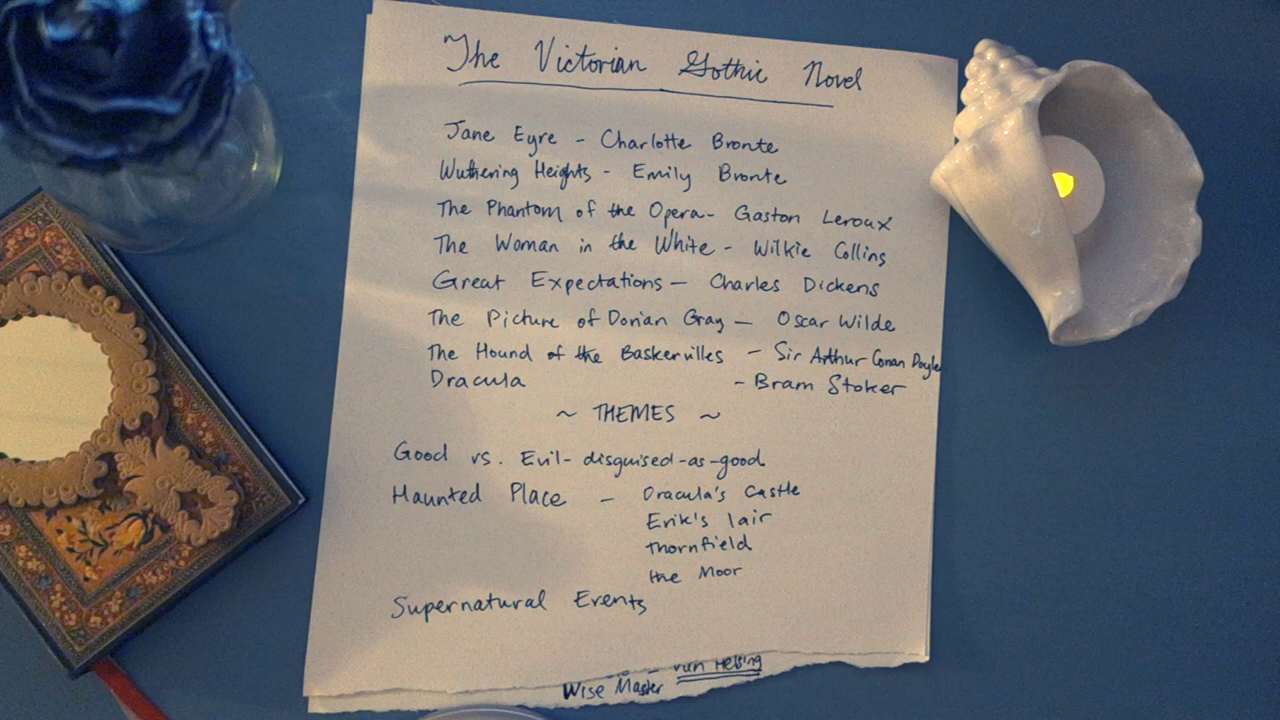 The Victorian Gothic Novel
Jane Eyre - Charlotte Bronte
Wuthering Heights - Emily Bronte
The Phantom of the Opera - Gaston Leroux
The Woman in the White - Wilkie Collins
Great Expectations - Charles Dickens
The Picture of Dorian Gray - Oscar Wilde
The Hound of the Baskervilles - Sir Arthur Conan Doyle
Dracula - Bram Stoker
~ THEMES ~
Good vs. Evil-disguised-as-good
Haunted Place - Dracula's Castle
Erik's lair
Thornfield
the Moor
Supernatural Events
van Helsing
Wise Master